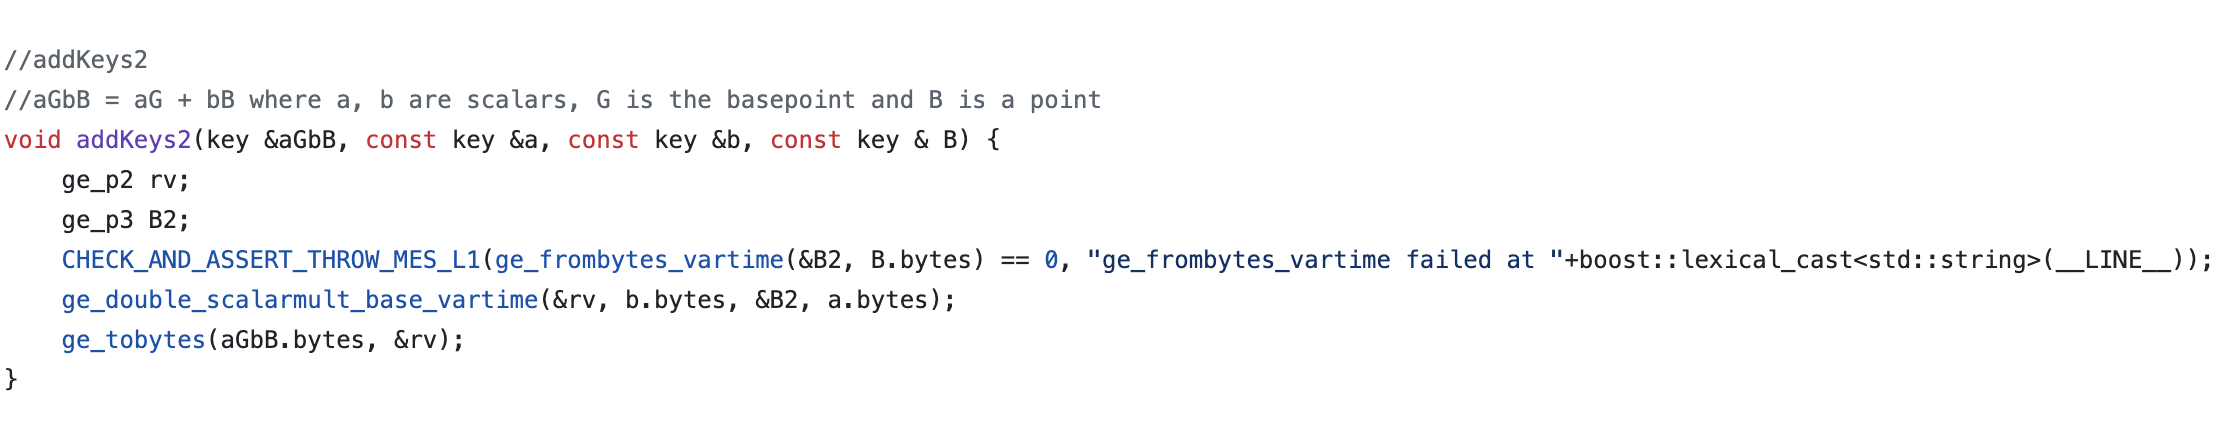 //addKeys2
//aGbB = aG + bB where a, b are scalars, G is the basepoint and B is a point
void addKeys2(key &aGbB, const key &a, const key &b, const key & B) {
    ge_p2 rv;
    ge_p3 B2;
    CHECK_AND_ASSERT_THROW_MES_L1(ge_frombytes_vartime(&B2, B.bytes) == 0, "ge_frombytes_vartime failed at "+boost::lexical_cast<std::string>(__LINE__));
    ge_double_scalarmult_base_vartime(&rv, b.bytes, &B2, a.bytes);
    ge_tobytes(aGbB.bytes, &rv);
}